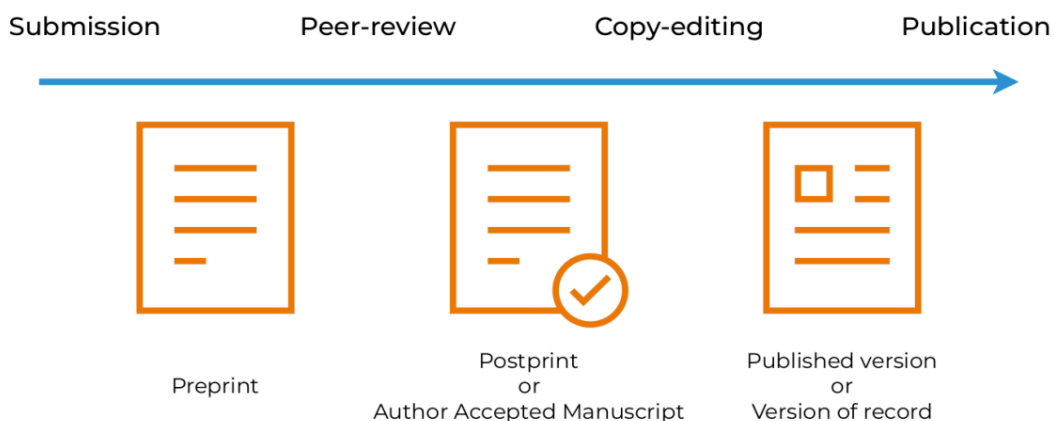 Submission Peer-review Copy-editing Publication
Preprint
Postprint
or
Author Accepted Manuscript
Published version
or
Version of record